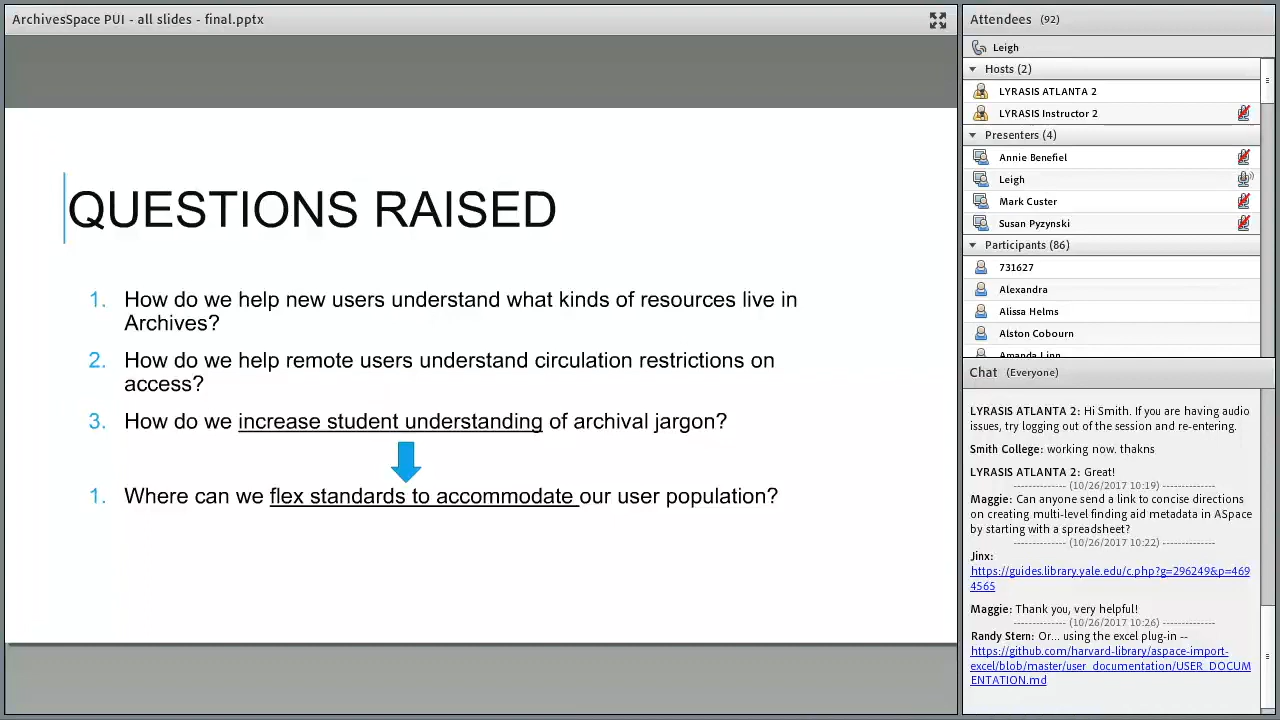 ArchivesSpace PUI - all slides - final.pptx
QUESTIONS RAISED
1. How do we help new users understand what kinds of resources live in
Archives?
2. How do we help remote users understand circulation restrictions on
access?
3. How do we increase student understanding of archival jargon?
1. Where can we flex standards to accommodate our user population?
Attendees (92)
Leigh
Hosts (2)
LYRASIS ATLANTA 2
LYRASIS Instructor 2
Presenters (4)
Annie Benefiel
Leigh
Mark Custer
Susan Pyzynski
Participants (86)
731627
Alexandra
Alissa Helms
Alston Cobourn
Amanda Linn
Chat (Everyone)
LYRASIS ATLANTA 2: Hi Smith. If you are having audio
issues, try logging out of the session and re-entering.
Smith College: working now. thakns
LYRASIS ATLANTA 2: Great!
-------------- (10/26/2017 10:19) --------------
Maggie: Can anyone send a link to concise directions
on creating multi-level finding aid metadata in ASpace
by starting with a spreadsheet?
-------------- (10/26/2017 10:22) --------------
Jinx:
https://guides.library.yale.edu/c.php?g=296249&p=469
4565
Maggie: Thank you, very helpful!
-------------- (10/26/2017 10:26) --------------
Randy Stern: Or... using the excel plug-in --
https://github.com/harvard-library/aspace-import-
excel/blob/master/user_documentation/USER_DOCUM
ENTATION.md